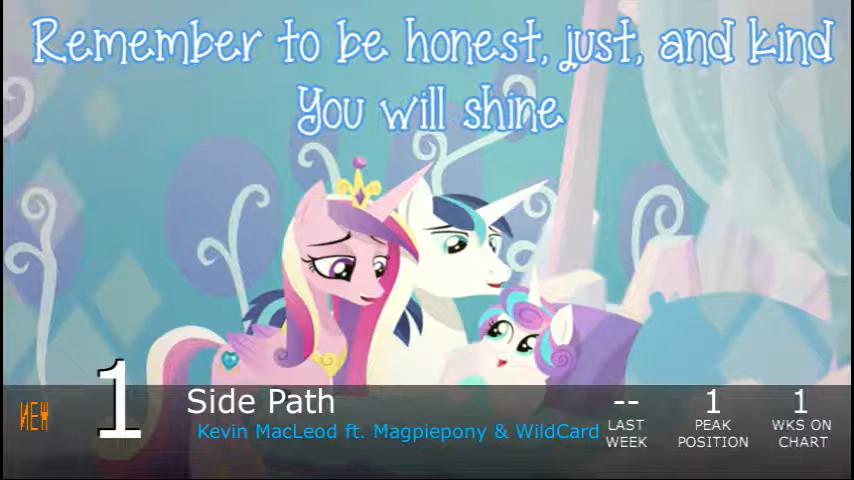 Remember to be honest, just, and kind
You will shine
NEW
1
Side Path
Kevin MacLeod ft. Magpiepony & WildCard
--
LAST
WEEK
1
PEAK
POSITION
1
WKS ON
CHART